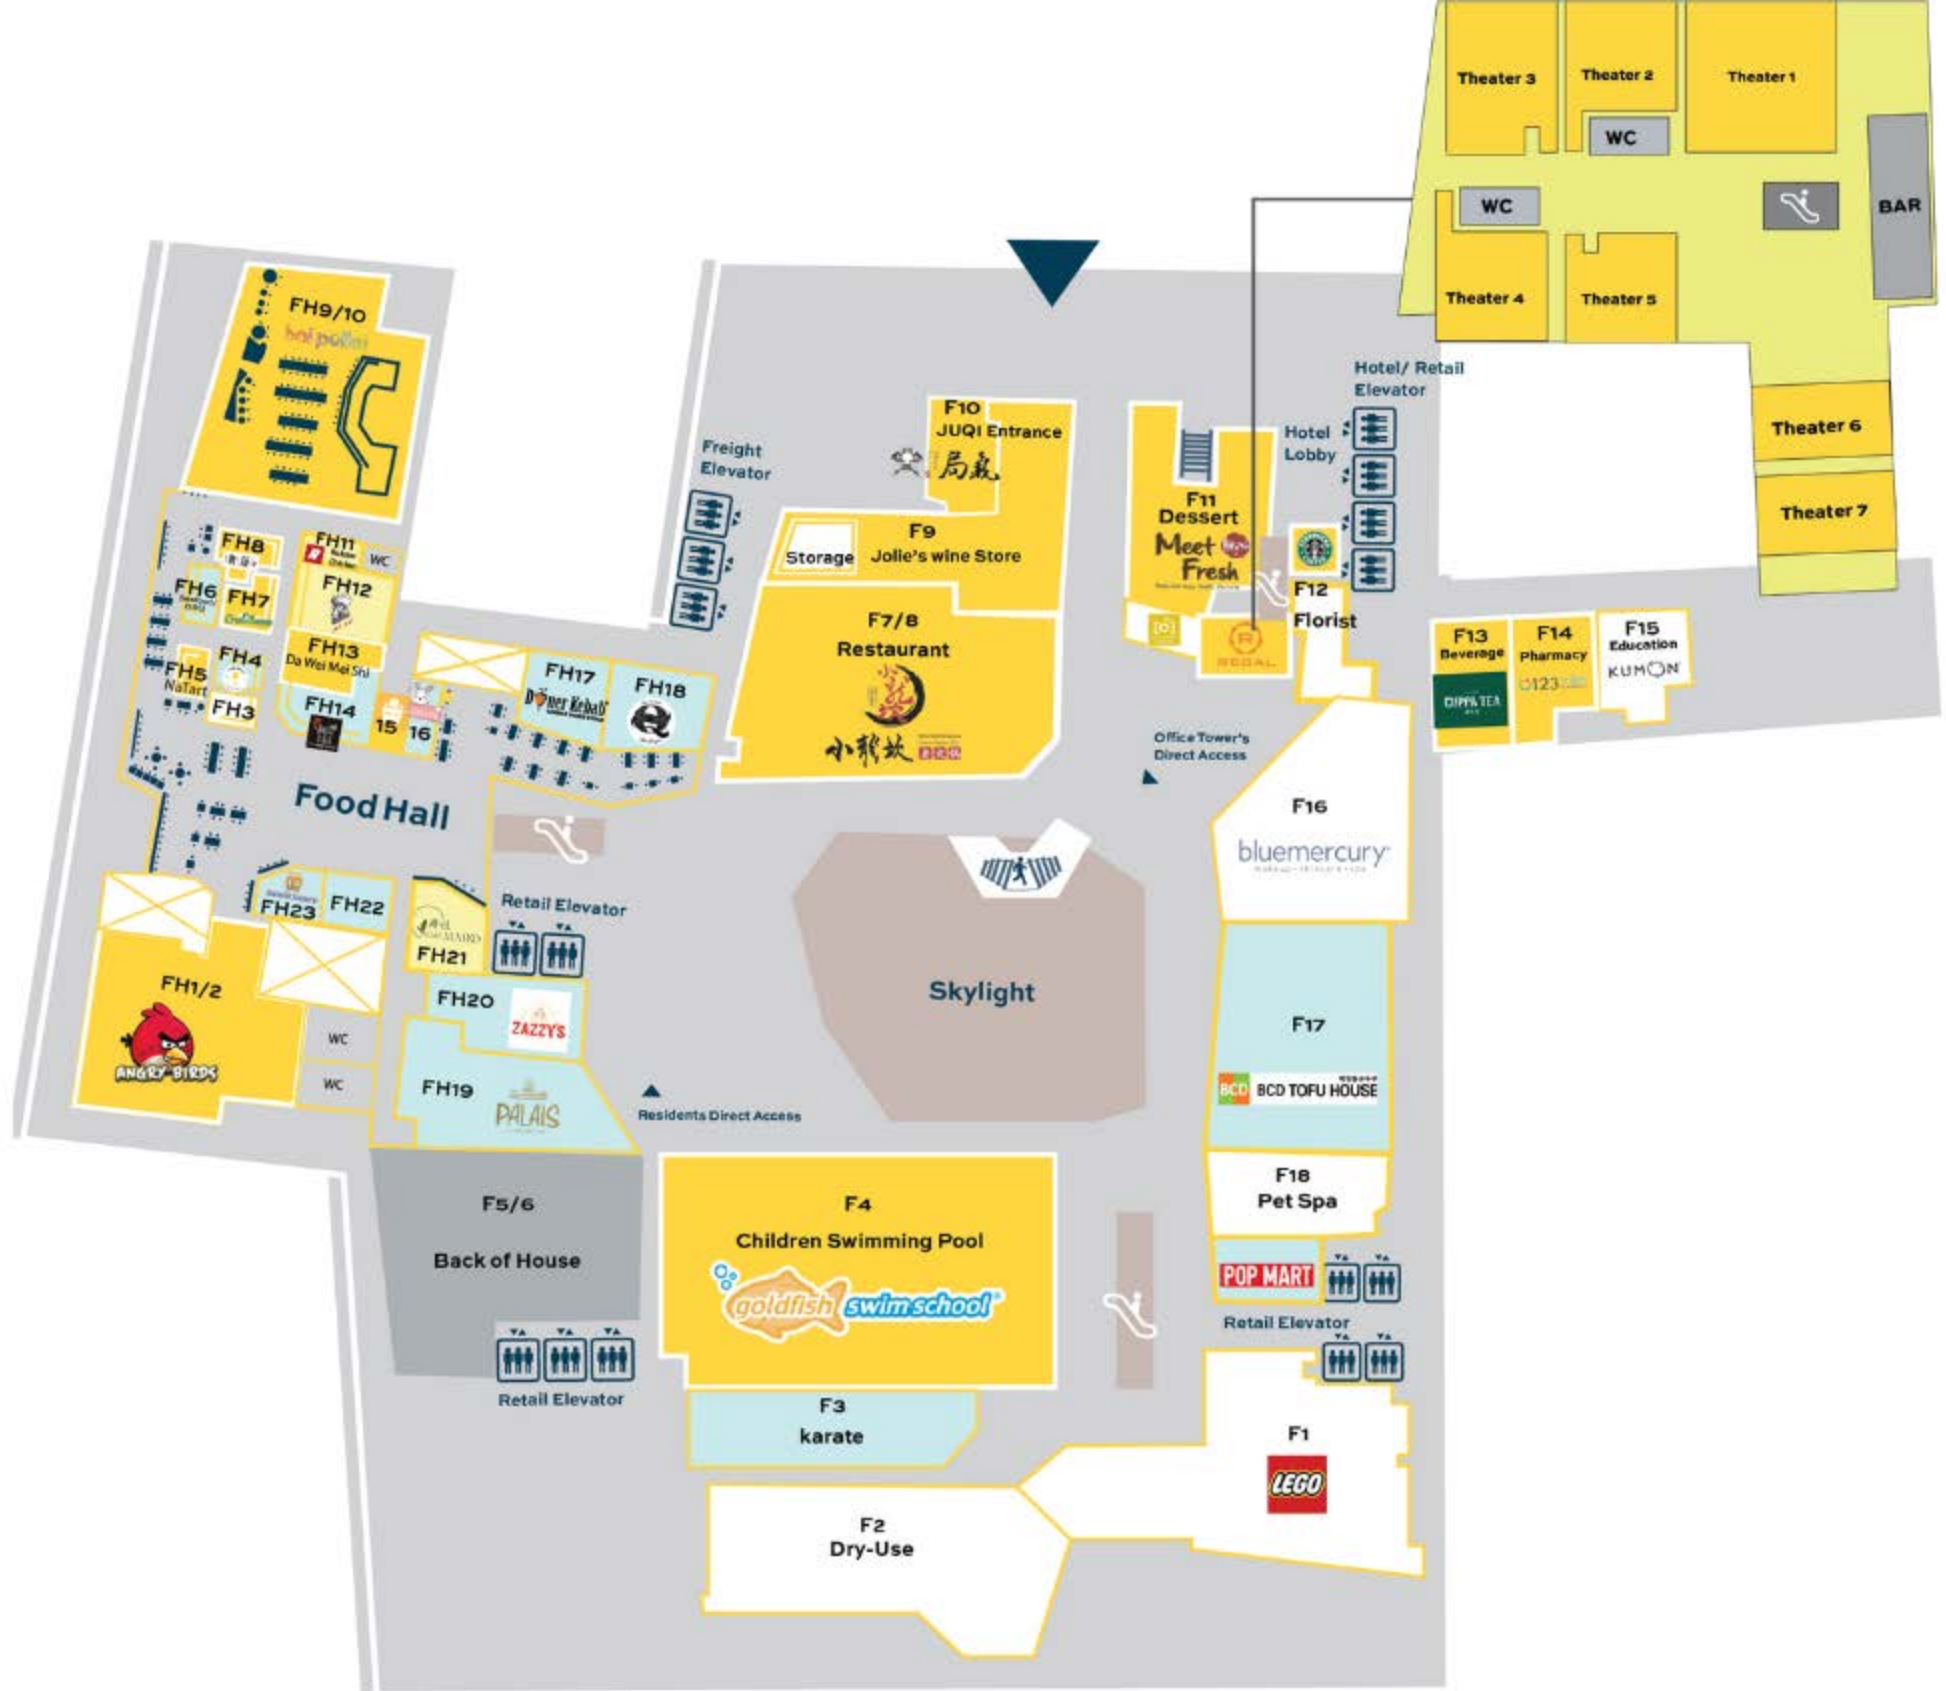 Theater 3
Theater 2
Theater 1
WC
WC
BAR
Theater 4
Theater 5
Theater 6
Theater 7
FH9/10
hoi polloi
Hotel/ Retail
Elevator
Hotel
Lobby
Freight
Elevator
F10
JUQI Entrance
局氣
F9
Jolie's wine Store
Storage
F11
Dessert
Meet
Fresh
F12
Florist
R
REGAL
F7/8
Restaurant
小龍坎
F13
Beverage
DIPPA TEA
F14
Pharmacy
F15
Education
KUMON
FH8
FH11
WC
FH6
FH7
FH12
FH13
Da Wei Mei Shi
FH5
NaTart
FH4
FH3
FH14
15
16
FH17
Döner Kebab
FH18
Food Hall
Office Tower's
Direct Access
F16
bluemercury
FH23
FH22
FH21
Retail Elevator
FH20
ZAZZY'S
FH1/2
ANGRY BIRDS
WC
WC
FH19
PALAIS
Residents Direct Access
Skylight
F17
BCD
BCD TOFU HOUSE
F18
Pet Spa
POP MART
Retail Elevator
F5/6
Back of House
Retail Elevator
F4
Children Swimming Pool
goldfish swim school
F3
karate
F2
Dry-Use
F1
LEGO